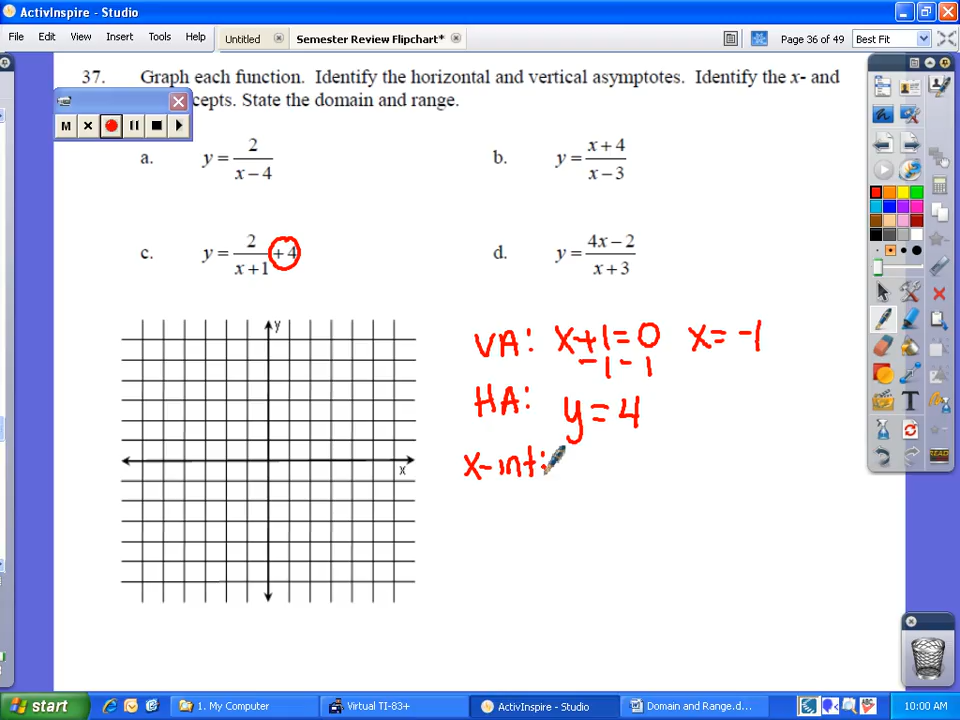 ActivInspire - Studio
File Edit View Insert Tools Help
Untitled
Semester Review Flipchart*
Page 36 of 49
Best Fit
37. Graph each function. Identify the horizontal and vertical asymptotes. Identify the x- and
cepts. State the domain and range.
M
a. y = 2/(x − 4)
b. y = (x + 4)/(x − 3)
c. y = 2/(x + 1) + 4
d. y = (4x − 2)/(x + 3)
y
x
VA: x+1=0 x= -1
-1 -1
HA: y = 4
x-int:
start
1. My Computer
Virtual TI-83+
ActivInspire - Studio
Domain and Range.d...
10:00 AM